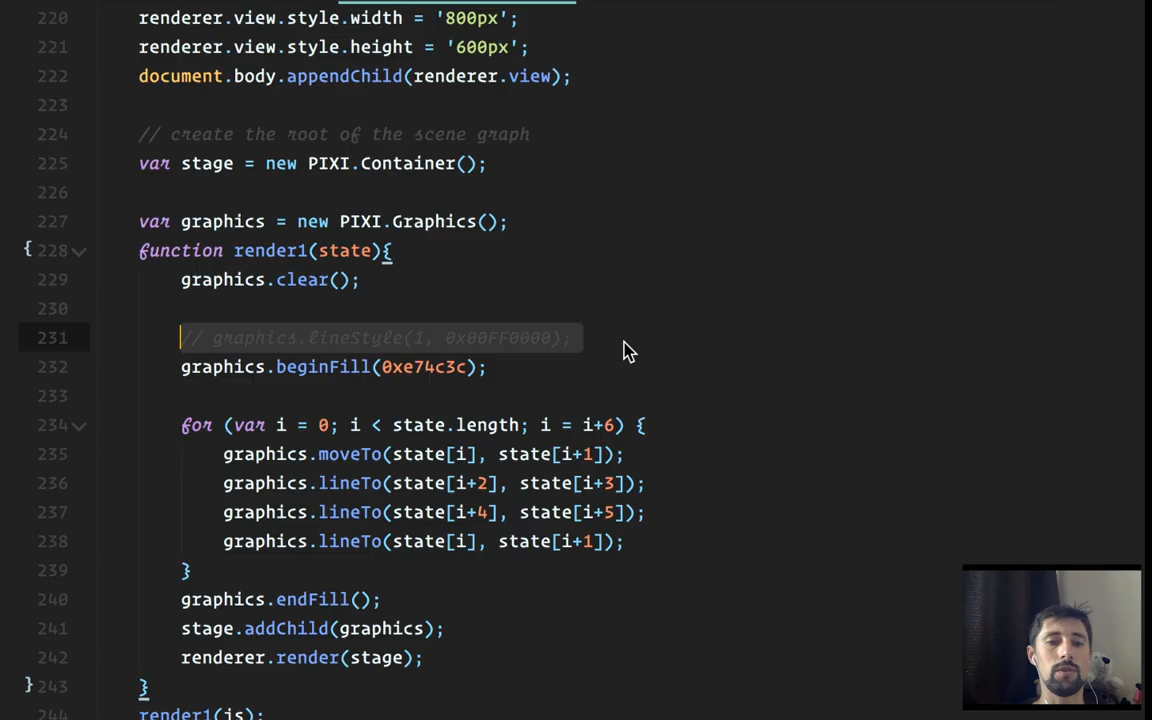 220 renderer.view.style.width = '800px';
221 renderer.view.style.height = '600px';
222 document.body.appendChild(renderer.view);
223
224 // create the root of the scene graph
225 var stage = new PIXI.Container();
226
227 var graphics = new PIXI.Graphics();
{ 228 function render1(state){
229 graphics.clear();
230
231 // graphics.lineStyle(1, 0x00FF0000);
232 graphics.beginFill(0xe74c3c);
233
234 for (var i = 0; i < state.length; i = i+6) {
235 graphics.moveTo(state[i], state[i+1]);
236 graphics.lineTo(state[i+2], state[i+3]);
237 graphics.lineTo(state[i+4], state[i+5]);
238 graphics.lineTo(state[i], state[i+1]);
239 }
240 graphics.endFill();
241 stage.addChild(graphics);
242 renderer.render(stage);
} 243 }
244 render1(is);